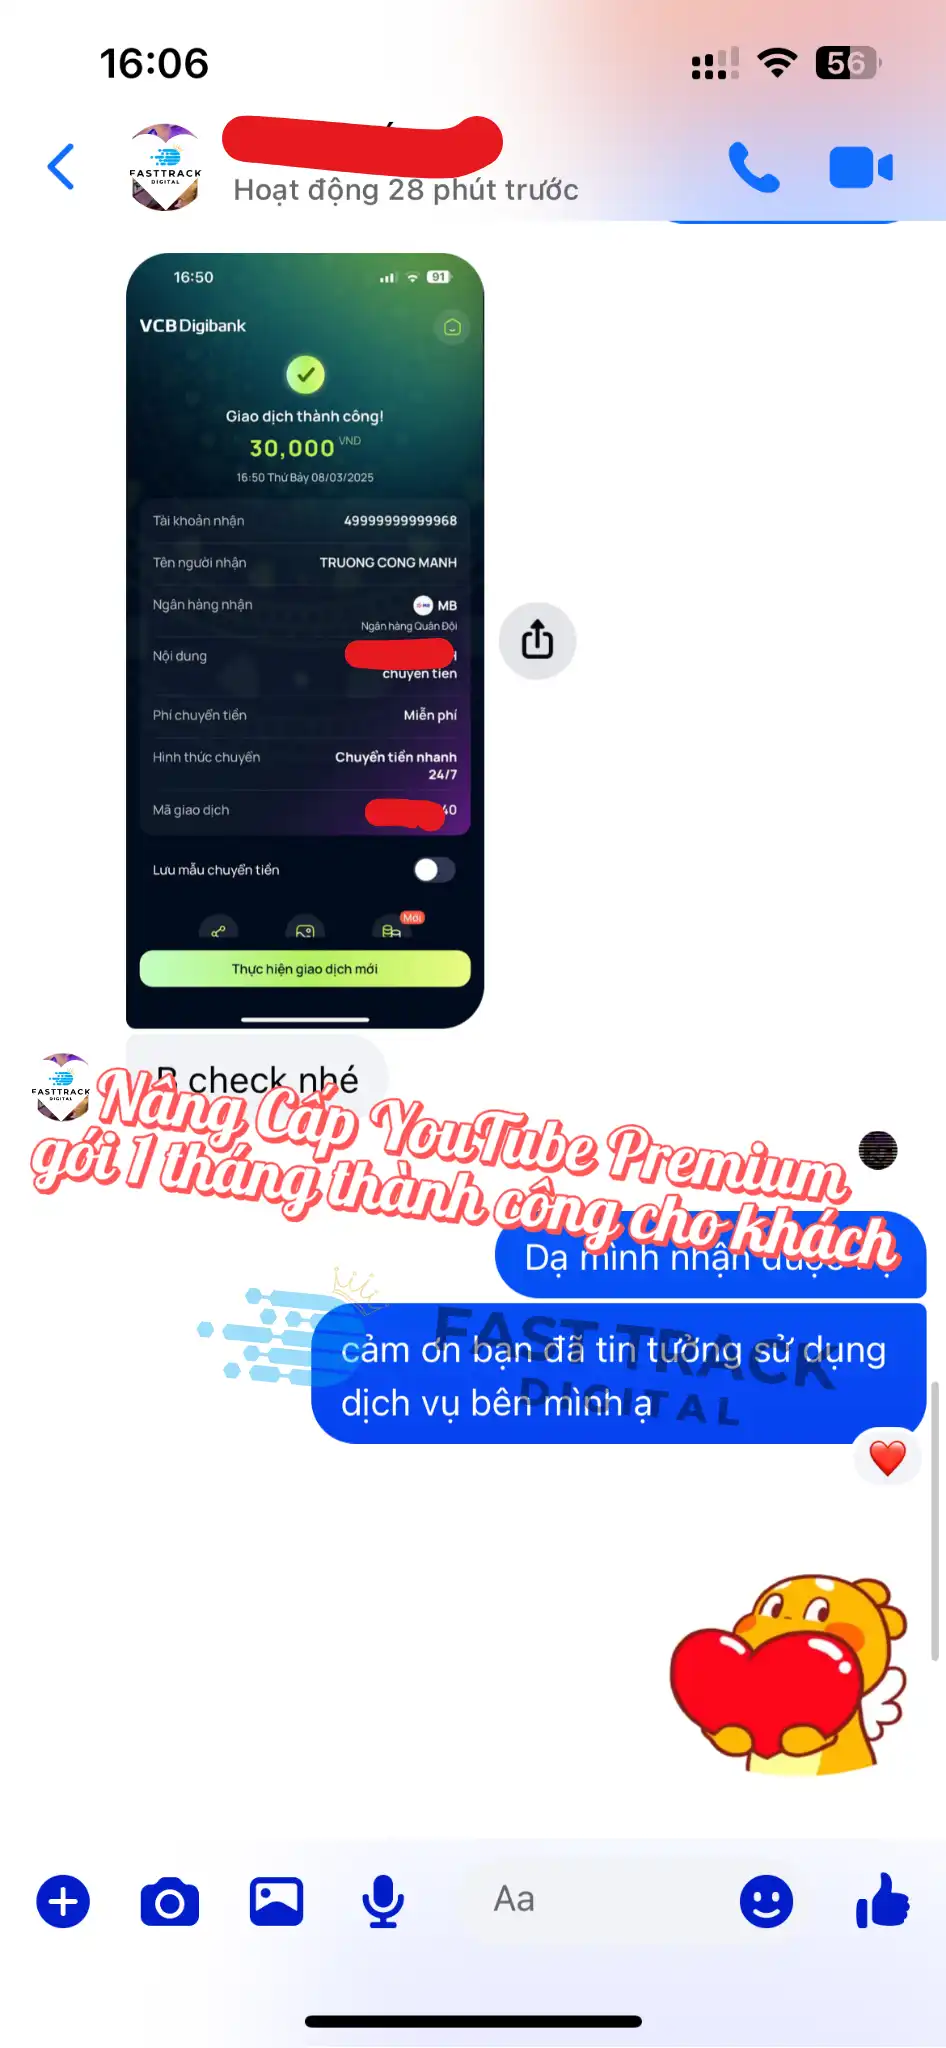 16:06
56
FASTTRACK
DIGITAL
Hoạt động 28 phút trước
16:50
91
VCB Digibank
Giao dịch thành công!
30,000 VND
16:50 Thứ Bảy 08/03/2025
Tài khoản nhận 49999999999968
Tên người nhận TRUONG CONG MANH
Ngân hàng nhận MB
Ngân hàng Quân Đội
Nội dung
chuyen tien
Phí chuyển tiền Miễn phí
Hình thức chuyển Chuyển tiền nhanh
24/7
Mã giao dịch 40
Lưu mẫu chuyển tiền
Mới
Thực hiện giao dịch mới
B check nhé
FASTTRACK
DIGITAL
Nâng Cấp YouTube Premium
gói 1 tháng thành công cho khách
Dạ mình nhận được
cảm ơn bạn đã tin tưởng sử dụng
dịch vụ bên mình ạ
FAST TRACK
DIGITAL
Aa